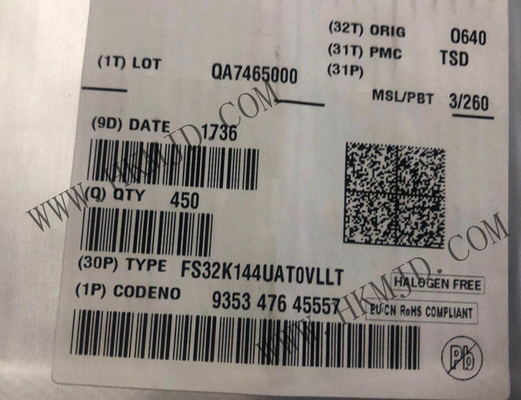 (32T) ORIG O640
(31T) PMC TSD
(31P)
(1T) LOT QA7465000
MSL/PBT 3/260
(9D) DATE 1736
(Q) QTY 450
(30P) TYPE FS32K144UAT0VLLT
HALOGEN FREE
(1P) CODENO 9353 476 45557
EU/CN RoHS COMPLIANT
Pb
WWW.HKMJD.COM
WWW.HKMJD.COM